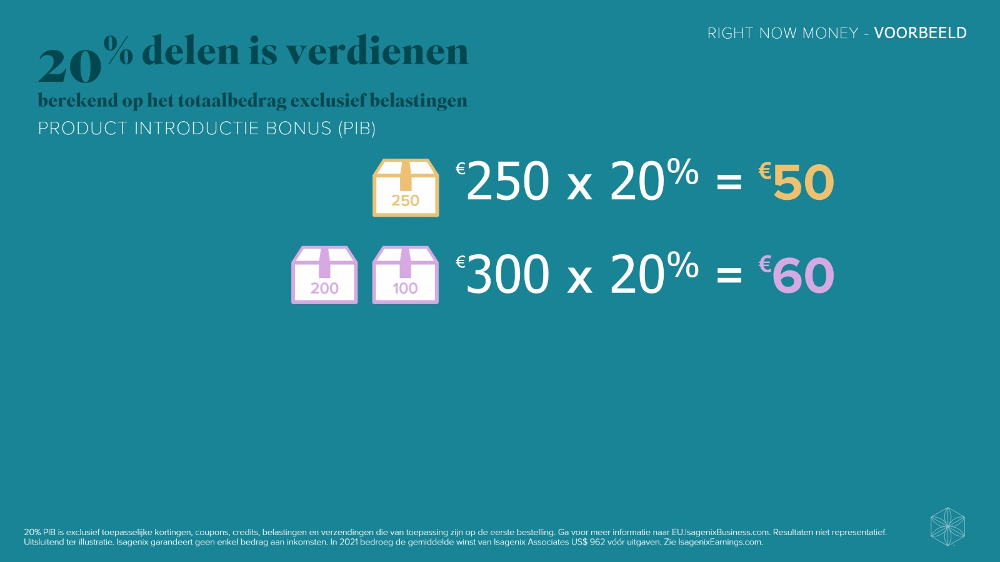 RIGHT NOW MONEY - VOORBEELD
20% delen is verdienen
berekend op het totaalbedrag exclusief belastingen
PRODUCT INTRODUCTIE BONUS (PIB)
250 €250 x 20% = €50
200 100 €300 x 20% = €60
20% PIB is exclusief toepasselijke kortingen, coupons, credits, belastingen en verzendingen die van toepassing zijn op de eerste bestelling. Ga voor meer informatie naar EU.IsagenixBusiness.com. Resultaten niet representatief.
Uitsluitend ter illustratie. Isagenix garandeert geen enkel bedrag aan inkomsten. In 2021 bedroeg de gemiddelde winst van Isagenix Associates US$ 962 vóór uitgaven. Zie IsagenixEarnings.com.